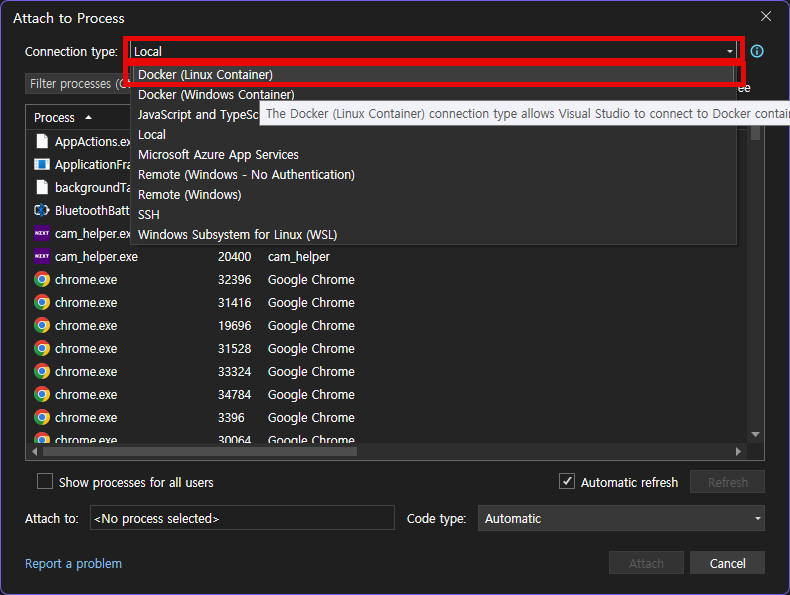 Attach to Process
Connection type: Local
Docker (Linux Container)
Filter processes (C
ee
Docker (Windows Container)
JavaScript and TypeSc
The Docker (Linux Container) connection type allows Visual Studio to connect to Docker contai
Process
Local
AppActions.ex
Microsoft Azure App Services
ApplicationFra
Remote (Windows - No Authentication)
backgroundTa
Remote (Windows)
BluetoothBatt
SSH
cam_helper.ex
Windows Subsystem for Linux (WSL)
NEXT
NEXT
cam_helper.exe 20400 cam_helper
chrome.exe 32396 Google Chrome
chrome.exe 31416 Google Chrome
chrome.exe 19696 Google Chrome
chrome.exe 31528 Google Chrome
chrome.exe 33324 Google Chrome
chrome.exe 34784 Google Chrome
chrome.exe 3396 Google Chrome
chrome.exe 30064 Google Chrome
Show processes for all users
Automatic refresh
Refresh
Attach to: <No process selected>
Code type: Automatic
Report a problem
Attach
Cancel